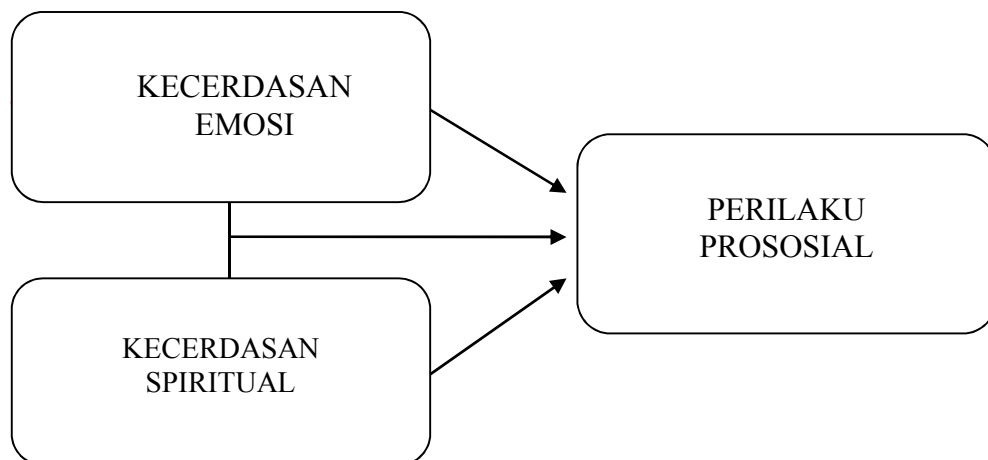 KECERDASAN
EMOSI
PERILAKU
PROSOSIAL
KECERDASAN
SPIRITUAL